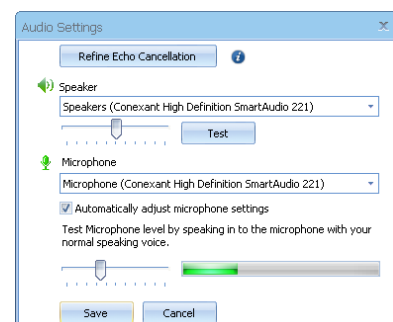 Audio Settings
Refine Echo Cancellation
Speaker
Speakers (Conexant High Definition SmartAudio 221)
Test
Microphone
Microphone (Conexant High Definition SmartAudio 221)
Automatically adjust microphone settings
Test Microphone level by speaking in to the microphone with your
normal speaking voice.
Save Cancel